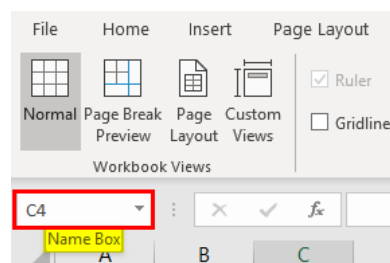 File Home Insert Page Layout
Normal Page Break Preview Page Layout Custom Views
Ruler
Gridline
Workbook Views
C4
fx
Name Box
A B C